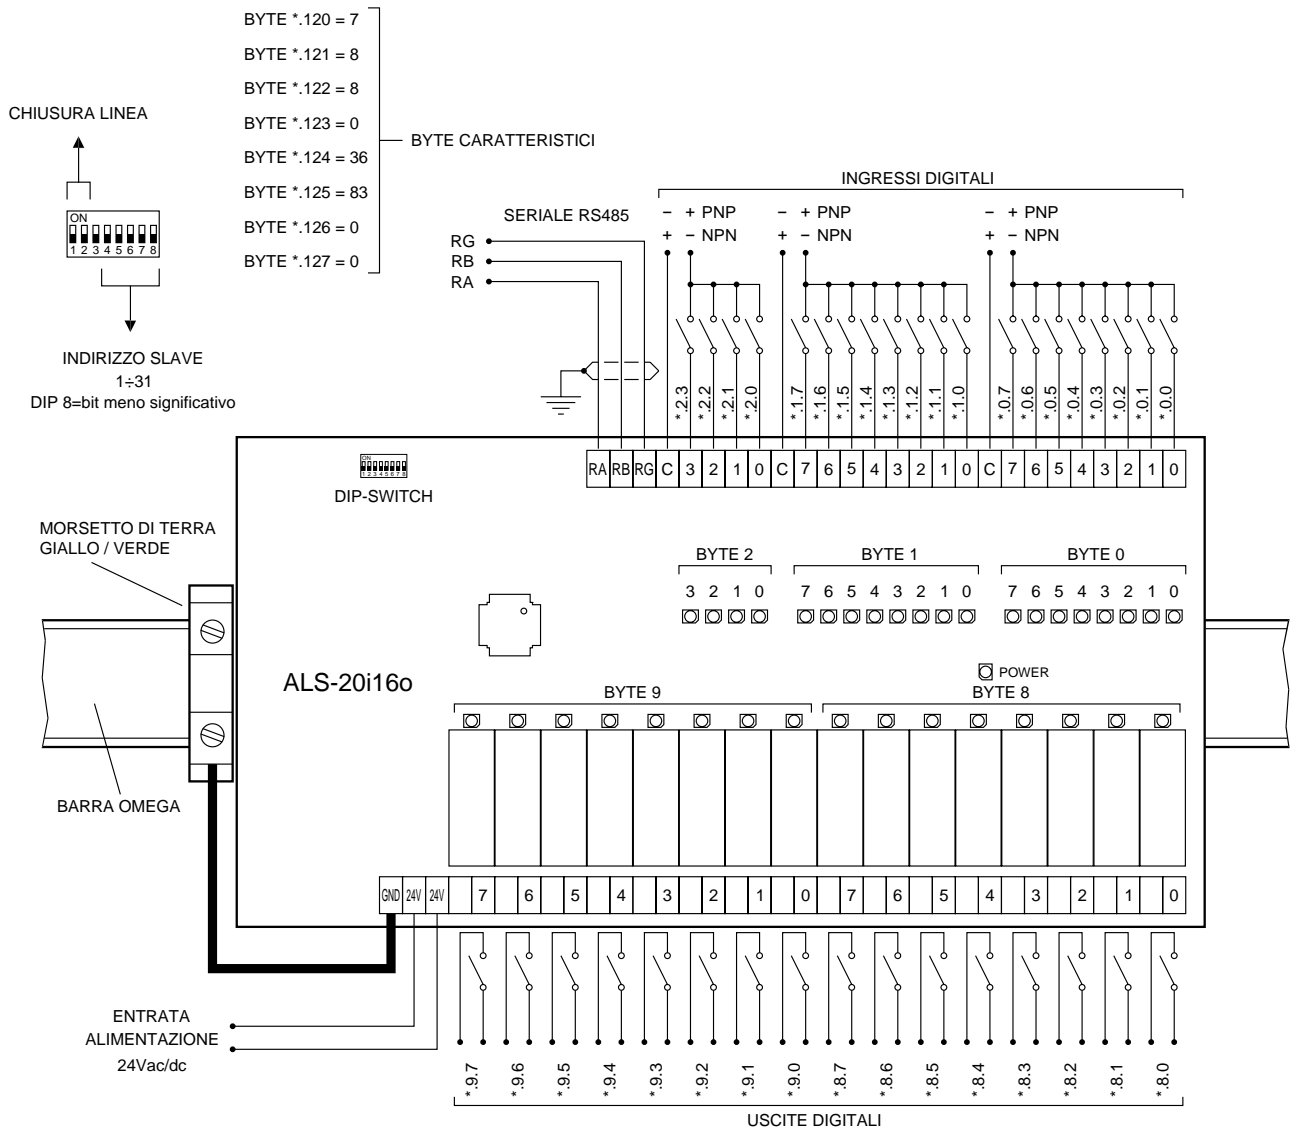 BYTE *.120 = 7
BYTE *.121 = 8
BYTE *.122 = 8
BYTE *.123 = 0
BYTE *.124 = 36
BYTE *.125 = 83
BYTE *.126 = 0
BYTE *.127 = 0
BYTE CARATTERISTICI
CHIUSURA LINEA
ON
1 2 3 4 5 6 7 8
INDIRIZZO SLAVE
1÷31
DIP 8=bit meno significativo
INGRESSI DIGITALI
SERIALE RS485
RG
RB
RA
− + PNP − + PNP − + PNP
+ − NPN + − NPN + − NPN
*.2.3 *.2.2 *.2.1 *.2.0 *.1.7 *.1.6 *.1.5 *.1.4 *.1.3 *.1.2 *.1.1 *.1.0 *.0.7 *.0.6 *.0.5 *.0.4 *.0.3 *.0.2 *.0.1 *.0.0
ON
1 2 3 4 5 6 7 8
DIP-SWITCH
RA RB RG C 3 2 1 0 C 7 6 5 4 3 2 1 0 C 7 6 5 4 3 2 1 0
MORSETTO DI TERRA
GIALLO / VERDE
BYTE 2 BYTE 1 BYTE 0
3 2 1 0 7 6 5 4 3 2 1 0 7 6 5 4 3 2 1 0
POWER
ALS-20i16o
BYTE 9 BYTE 8
BARRA OMEGA
GND 24V 24V 7 6 5 4 3 2 1 0 7 6 5 4 3 2 1 0
ENTRATA
ALIMENTAZIONE
24Vac/dc
*.9.7 *.9.6 *.9.5 *.9.4 *.9.3 *.9.2 *.9.1 *.9.0 *.8.7 *.8.6 *.8.5 *.8.4 *.8.3 *.8.2 *.8.1 *.8.0
USCITE DIGITALI